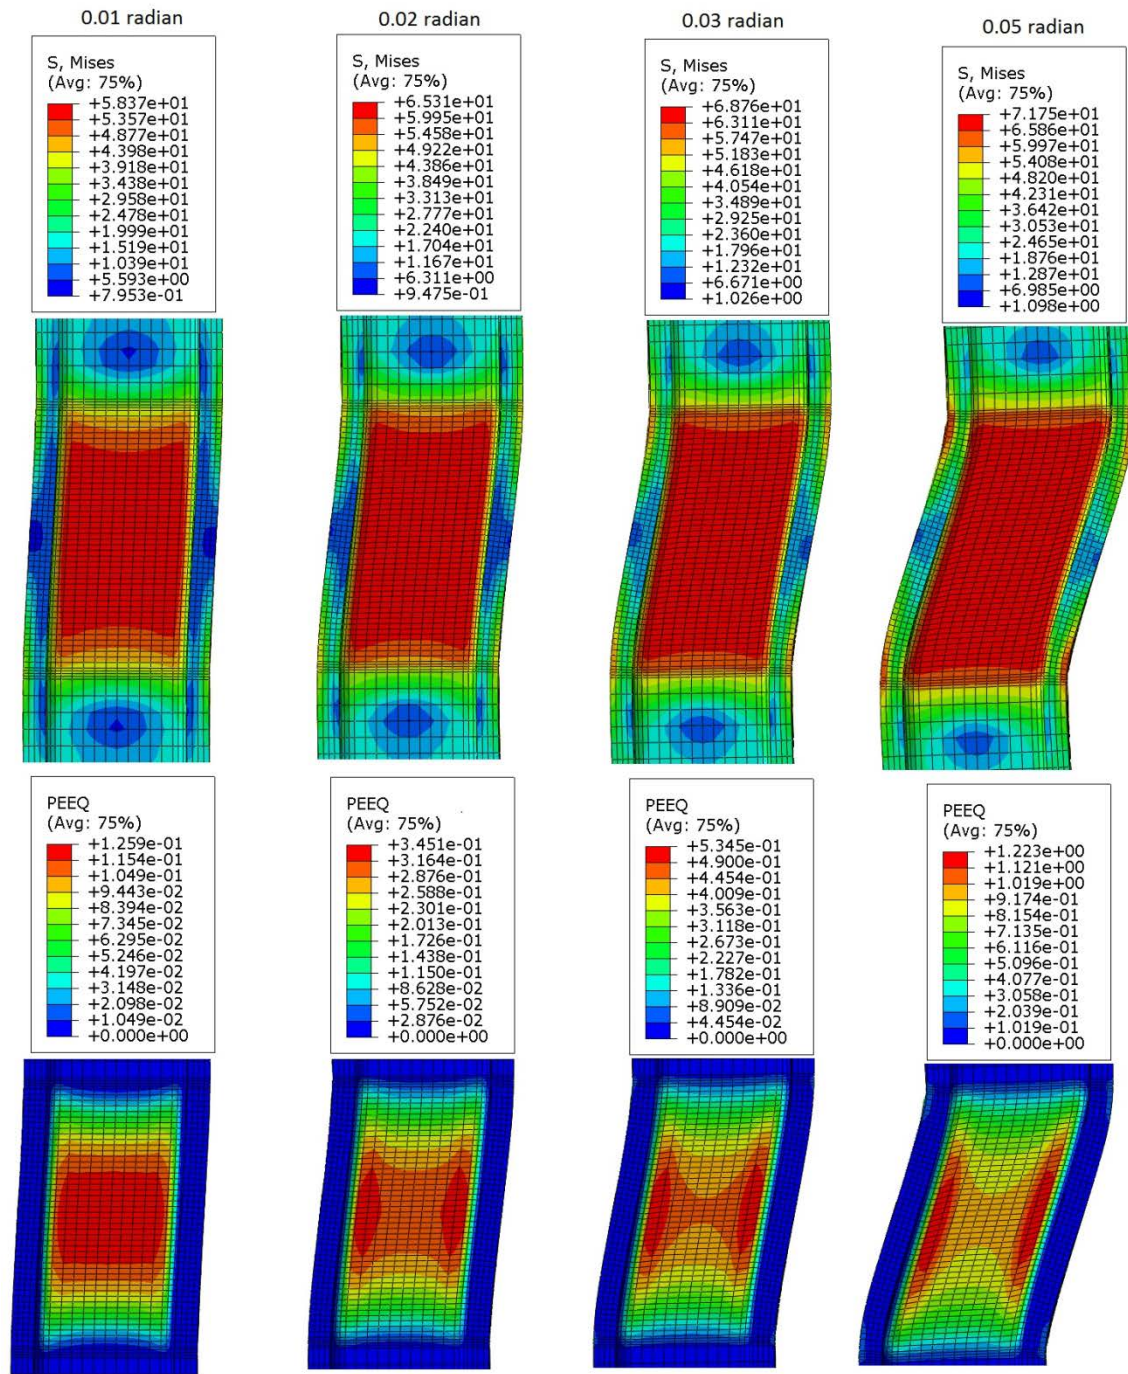 0.01 radian
0.02 radian
0.03 radian
0.05 radian
S, Mises
(Avg: 75%)
+5.837e+01
+5.357e+01
+4.877e+01
+4.398e+01
+3.918e+01
+3.438e+01
+2.958e+01
+2.478e+01
+1.999e+01
+1.519e+01
+1.039e+01
+5.593e+00
+7.953e-01
S, Mises
(Avg: 75%)
+6.531e+01
+5.995e+01
+5.458e+01
+4.922e+01
+4.386e+01
+3.849e+01
+3.313e+01
+2.777e+01
+2.240e+01
+1.704e+01
+1.167e+01
+6.311e+00
+9.475e-01
S, Mises
(Avg: 75%)
+6.876e+01
+6.311e+01
+5.747e+01
+5.183e+01
+4.618e+01
+4.054e+01
+3.489e+01
+2.925e+01
+2.360e+01
+1.796e+01
+1.232e+01
+6.671e+00
+1.026e+00
S, Mises
(Avg: 75%)
+7.175e+01
+6.586e+01
+5.997e+01
+5.408e+01
+4.820e+01
+4.231e+01
+3.642e+01
+3.053e+01
+2.465e+01
+1.876e+01
+1.287e+01
+6.985e+00
+1.098e+00
PEEQ
(Avg: 75%)
+1.259e-01
+1.154e-01
+1.049e-01
+9.443e-02
+8.394e-02
+7.345e-02
+6.295e-02
+5.246e-02
+4.197e-02
+3.148e-02
+2.098e-02
+1.049e-02
+0.000e+00
PEEQ
(Avg: 75%)
+3.451e-01
+3.164e-01
+2.876e-01
+2.588e-01
+2.301e-01
+2.013e-01
+1.726e-01
+1.438e-01
+1.150e-01
+8.628e-02
+5.752e-02
+2.876e-02
+0.000e+00
PEEQ
(Avg: 75%)
+5.345e-01
+4.900e-01
+4.454e-01
+4.009e-01
+3.563e-01
+3.118e-01
+2.673e-01
+2.227e-01
+1.782e-01
+1.336e-01
+8.909e-02
+4.454e-02
+0.000e+00
PEEQ
(Avg: 75%)
+1.223e+00
+1.121e+00
+1.019e+00
+9.174e-01
+8.154e-01
+7.135e-01
+6.116e-01
+5.096e-01
+4.077e-01
+3.058e-01
+2.039e-01
+1.019e-01
+0.000e+00